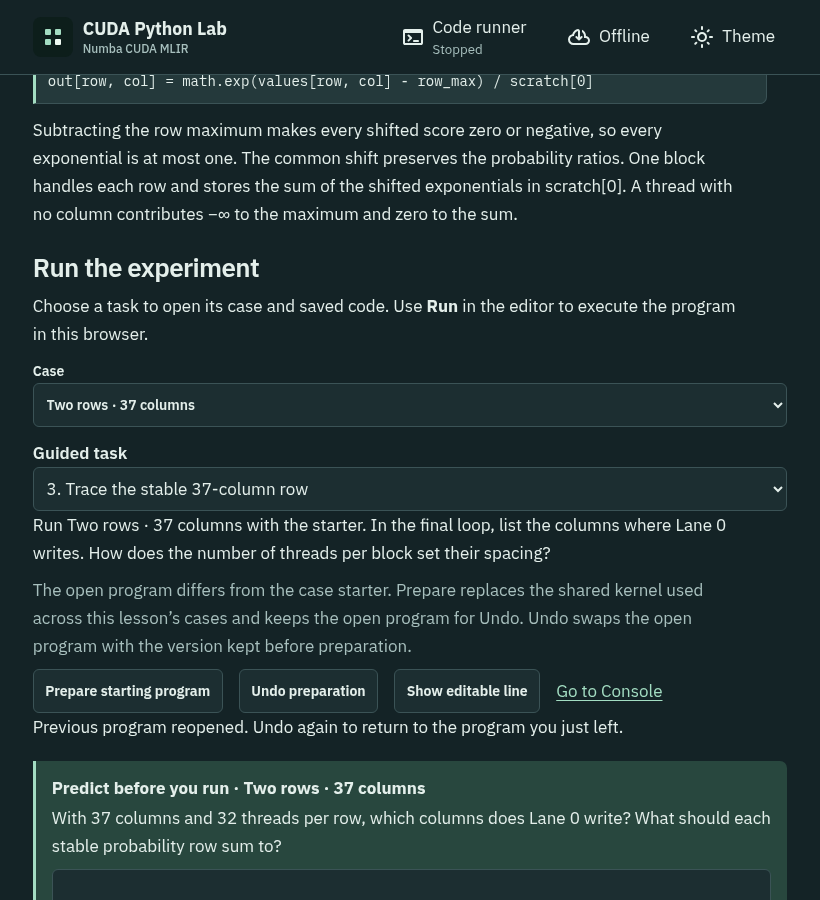 CUDA Python Lab
Numba CUDA MLIR
Code runner
Stopped
Offline
Theme
out[row, col] = math.exp(values[row, col] - row_max) / scratch[0]
Subtracting the row maximum makes every shifted score zero or negative, so every
exponential is at most one. The common shift preserves the probability ratios. One block
handles each row and stores the sum of the shifted exponentials in scratch[0]. A thread with
no column contributes −∞ to the maximum and zero to the sum.
Run the experiment
Choose a task to open its case and saved code. Use Run in the editor to execute the program
in this browser.
Case
Two rows · 37 columns
Guided task
3. Trace the stable 37-column row
Run Two rows · 37 columns with the starter. In the final loop, list the columns where Lane 0
writes. How does the number of threads per block set their spacing?
The open program differs from the case starter. Prepare replaces the shared kernel used
across this lesson’s cases and keeps the open program for Undo. Undo swaps the open
program with the version kept before preparation.
Prepare starting program
Undo preparation
Show editable line
Go to Console
Previous program reopened. Undo again to return to the program you just left.
Predict before you run · Two rows · 37 columns
With 37 columns and 32 threads per row, which columns does Lane 0 write? What should each
stable probability row sum to?